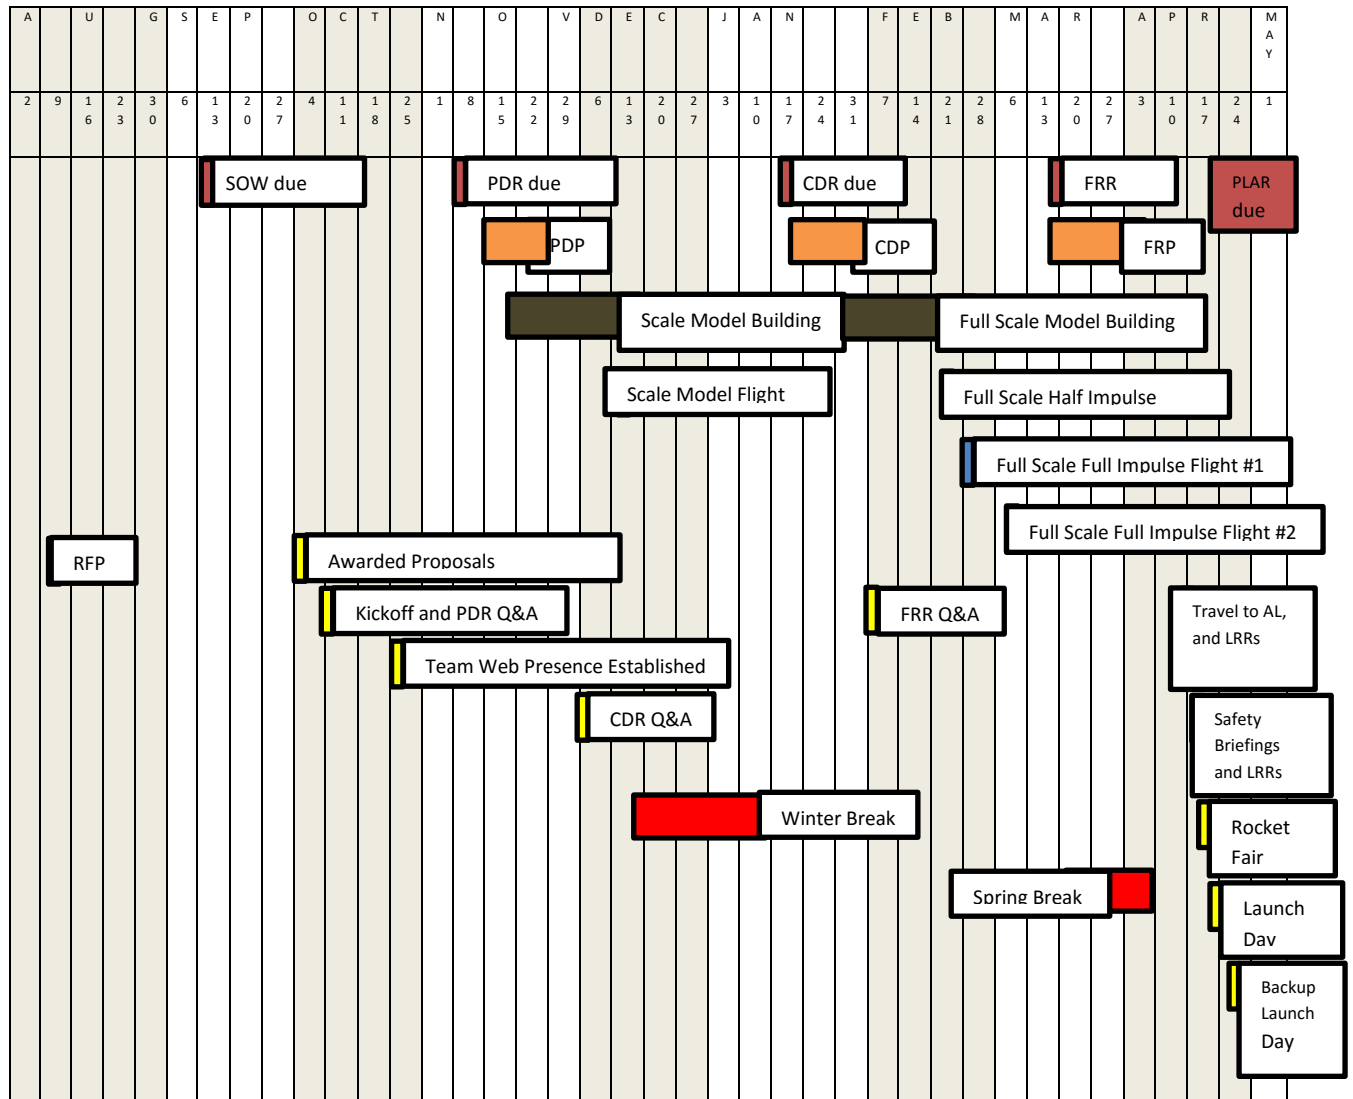 A U G S E P O C T N O V D E C J A N F E B M A R A P R MAY
2 9 16 23 30 6 13 20 27 4 11 18 25 1 8 15 22 29 6 13 20 27 3 10 17 24 31 7 14 21 28 6 13 20 27 3 10 17 24 1
SOW due
PDR due
CDR due
FRR
PLAR
due
PDP
CDP
FRP
Scale Model Building
Full Scale Model Building
Scale Model Flight
Full Scale Half Impulse
Full Scale Full Impulse Flight #1
Full Scale Full Impulse Flight #2
RFP
Awarded Proposals
Kickoff and PDR Q&A
FRR Q&A
Travel to AL,
and LRRs
Team Web Presence Established
CDR Q&A
Safety
Briefings
and LRRs
Winter Break
Rocket
Fair
Spring Break
Launch
Day
Backup
Launch
Day